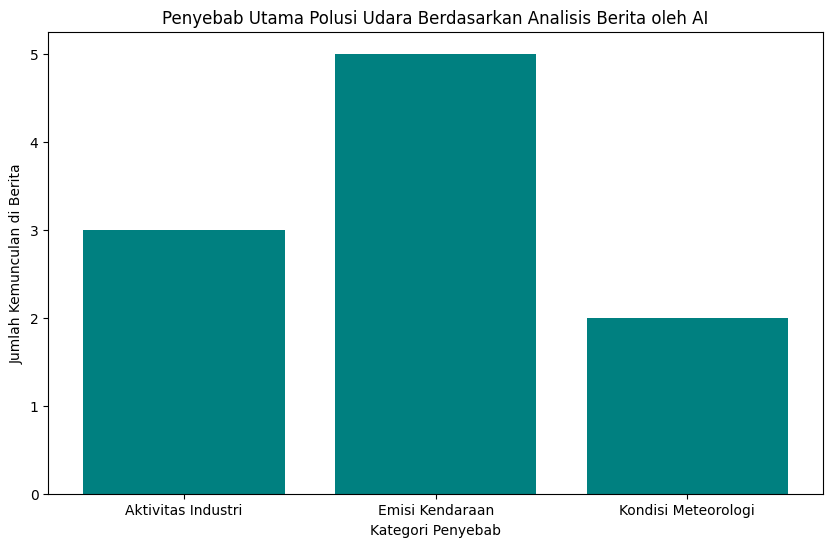 Penyebab Utama Polusi Udara Berdasarkan Analisis Berita oleh AI
Jumlah Kemunculan di Berita
5
4
3
2
1
0
Aktivitas Industri
Emisi Kendaraan
Kondisi Meteorologi
Kategori Penyebab